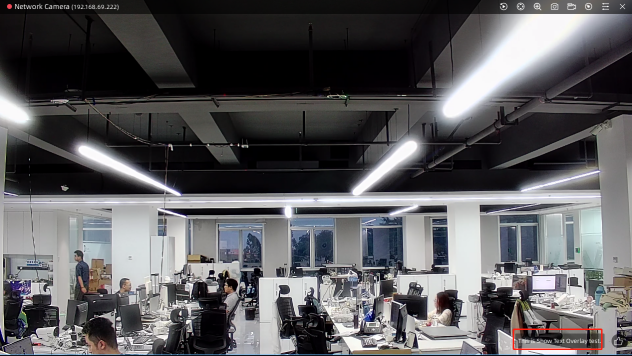 Network Camera (192.168.69.222)
This is Show Text Overlay test.